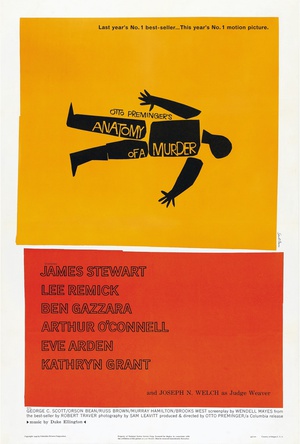 Last year's No.1 best-seller...This year's No.1 motion picture.
OTTO PREMINGER'S
ANATOMY
OF A MURDER
JAMES STEWART
LEE REMICK
BEN GAZZARA
ARTHUR O'CONNELL
EVE ARDEN
KATHRYN GRANT
and JOSEPH N. WELCH as Judge Weaver
GEORGE C. SCOTT/ORSON BEAN/RUSS BROWN/MURRAY HAMILTON/BROOKS WEST screenplay by WENDELL MAYES from
the best-seller by ROBERT TRAVER photography by SAM LEAVITT produced & directed by OTTO PREMINGER/a Columbia release
music by Duke Ellington